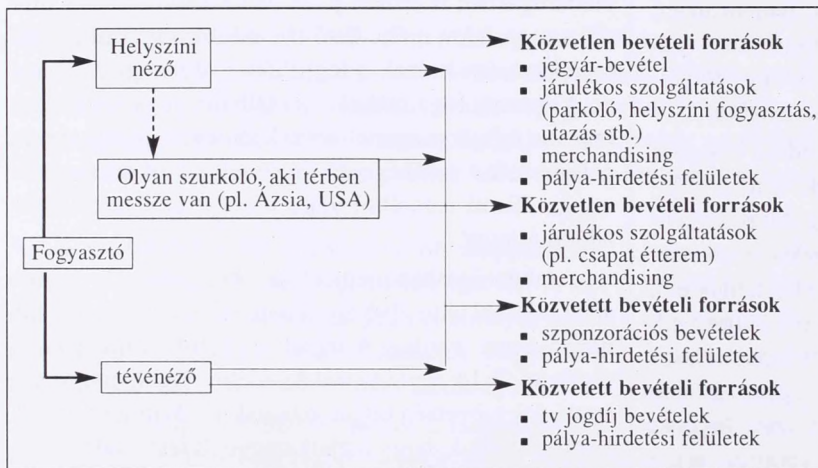 Helyszíni
néző
Olyan szurkoló, aki térben
messze van (pl. Ázsia, USA)
Fogyasztó
tévénéző
Közvetlen bevételi források
▪ jegyár-bevétel
▪ járulékos szolgáltatások
(parkoló, helyszíni fogyasztás,
utazás stb.)
▪ merchandising
▪ pálya-hirdetési felületek
Közvetlen bevételi források
▪ járulékos szolgáltatások
(pl. csapat étterem)
▪ merchandising
Közvetett bevételi források
▪ szponzorációs bevételek
▪ pálya-hirdetési felületek
Közvetett bevételi források
▪ tv jogdíj bevételek
▪ pálya-hirdetési felületek